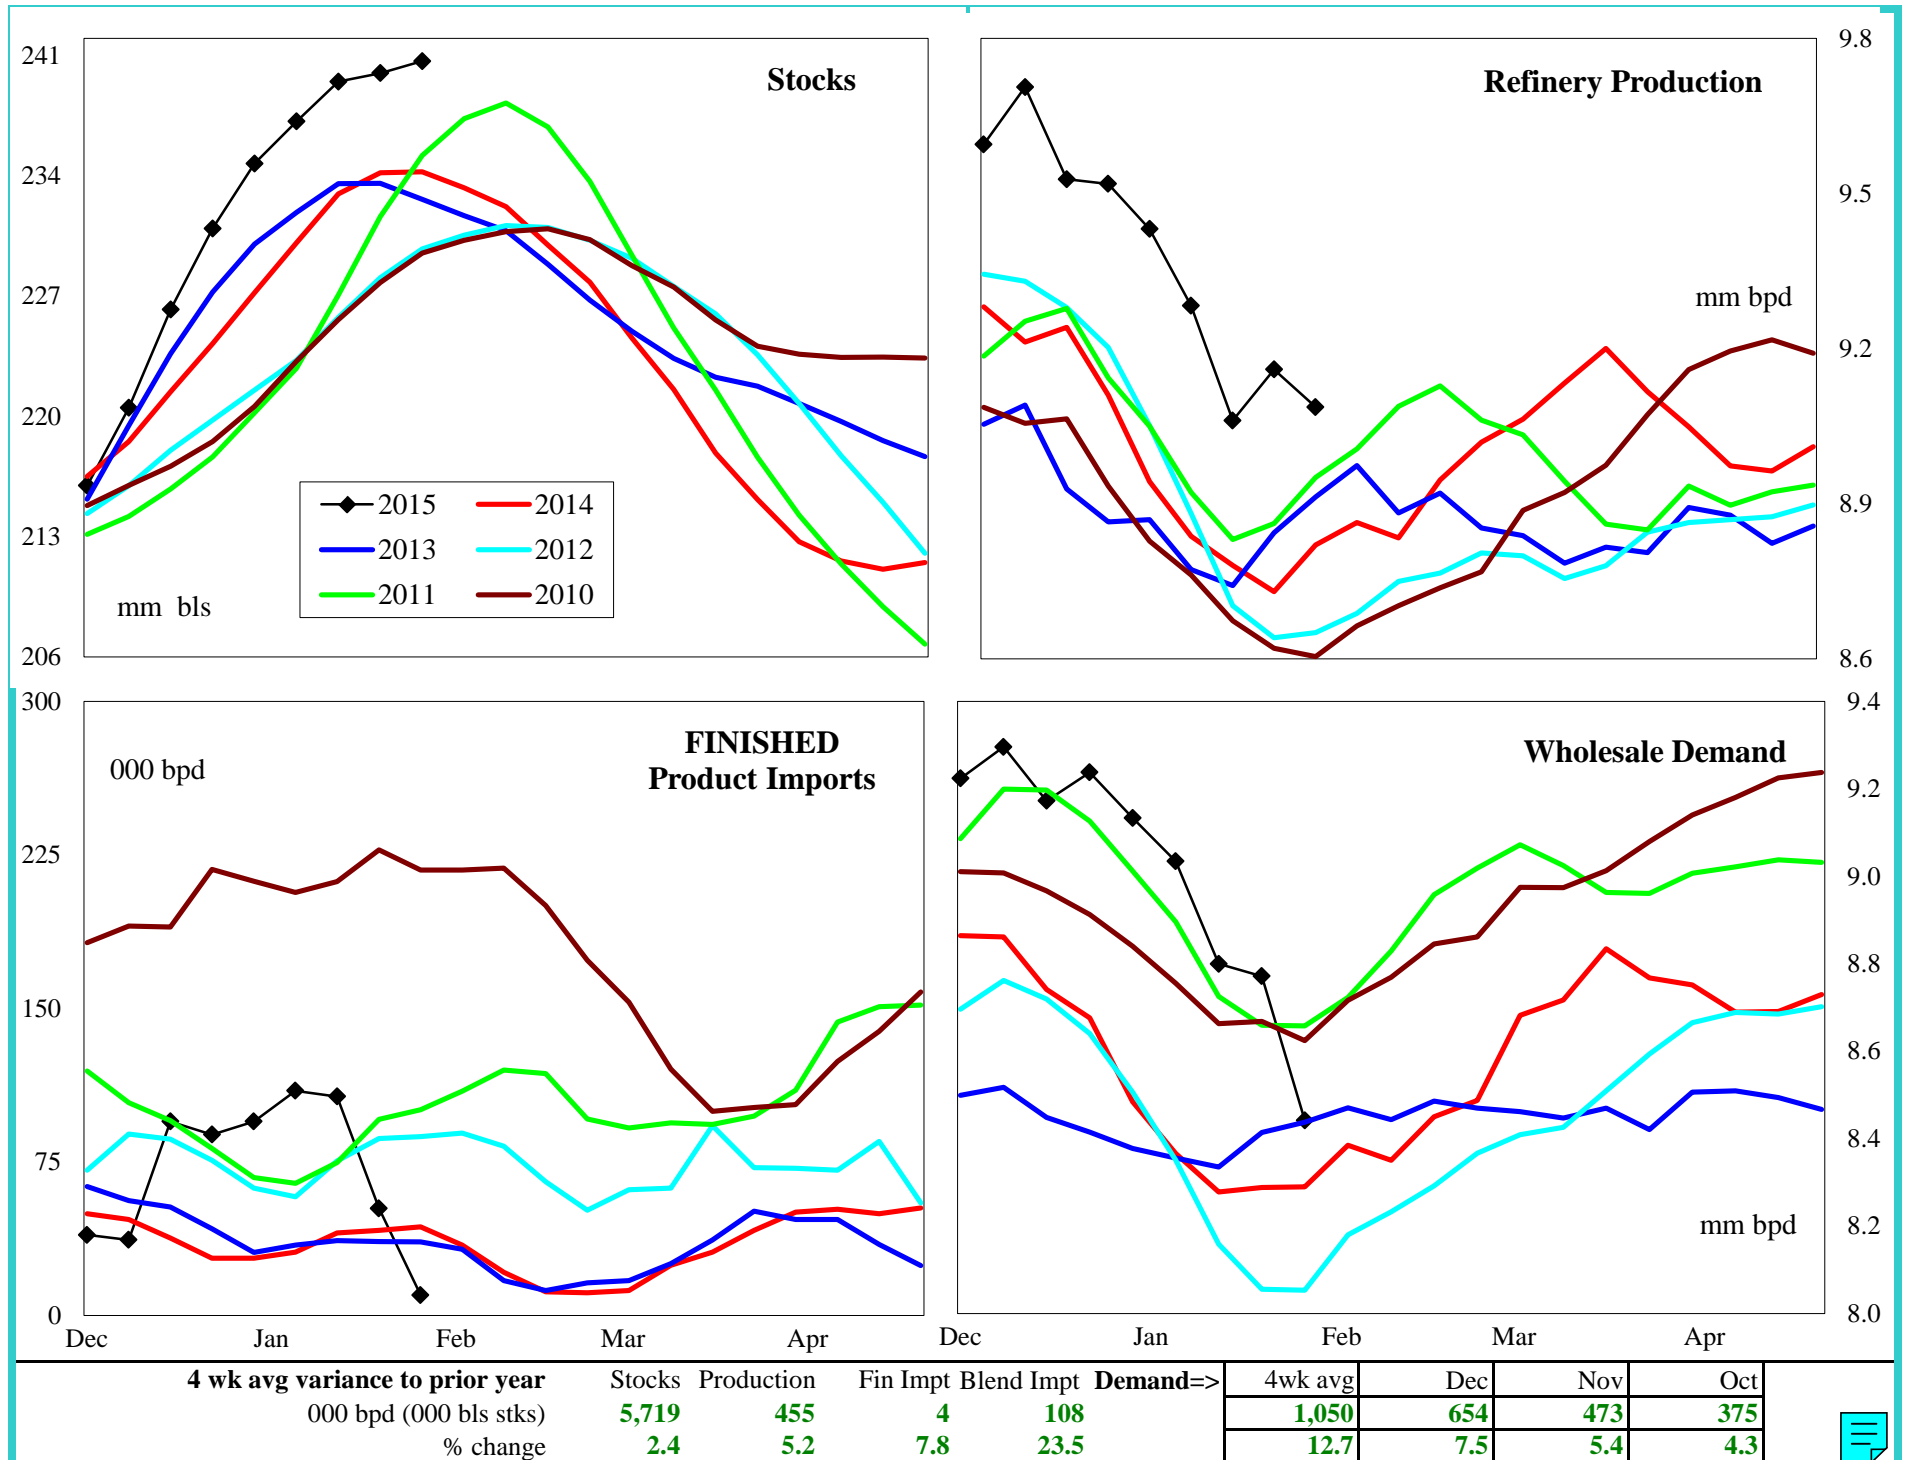 Stocks
241
234
227
220
213
206
mm bls
2015 2014
2013 2012
2011 2010
Refinery Production
mm bpd
9.8
9.5
9.2
8.9
8.6
FINISHED
Product Imports
000 bpd
300
225
150
75
0
Dec Jan Feb Mar Apr
Wholesale Demand
mm bpd
9.4
9.2
9.0
8.8
8.6
8.4
8.2
8.0
Dec Jan Feb Mar Apr
4 wk avg variance to prior year Stocks Production Fin Impt Blend Impt Demand=> 4wk avg Dec Nov Oct
000 bpd (000 bls stks) 5,719 455 4 108 1,050 654 473 375
% change 2.4 5.2 7.8 23.5 12.7 7.5 5.4 4.3